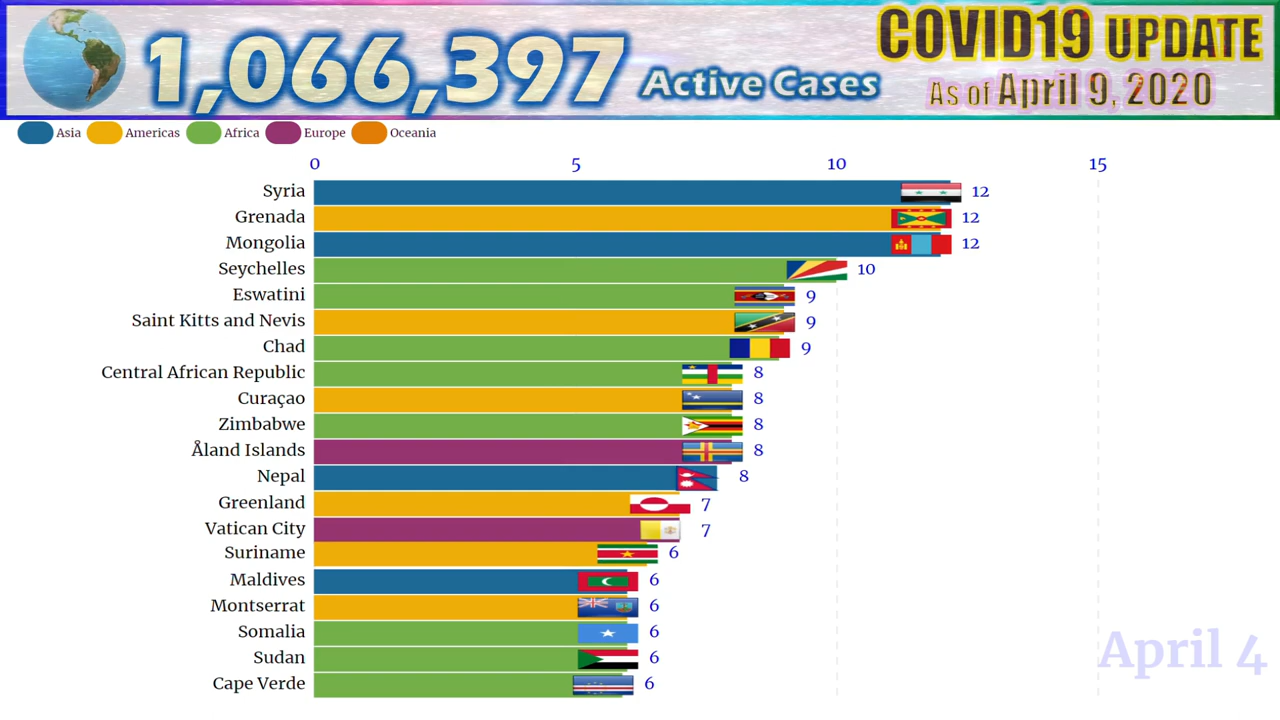 1,066,397 Active Cases
COVID19 UPDATE
As of April 9, 2020
Asia Americas Africa Europe Oceania
0 5 10 15
Syria 12
Grenada 12
Mongolia 12
Seychelles 10
Eswatini 9
Saint Kitts and Nevis 9
Chad 9
Central African Republic 8
Curaçao 8
Zimbabwe 8
Åland Islands 8
Nepal 8
Greenland 7
Vatican City 7
Suriname 6
Maldives 6
Montserrat 6
Somalia 6
Sudan 6
Cape Verde 6
April 4